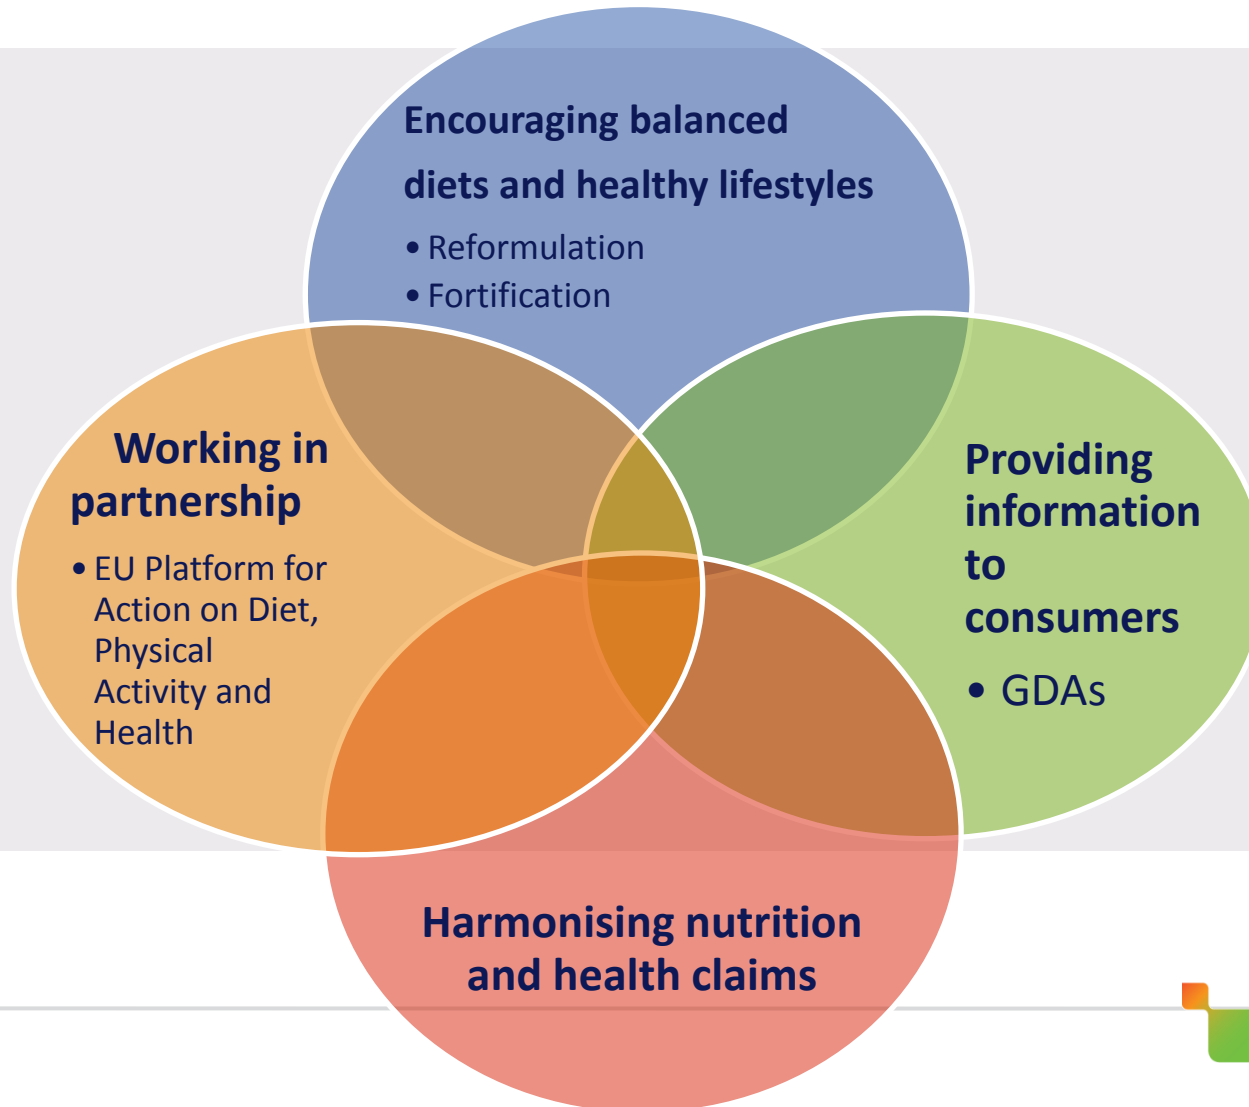 Encouraging balanced
diets and healthy lifestyles
• Reformulation
• Fortification
Working in
partnership
• EU Platform for
Action on Diet,
Physical
Activity and
Health
Providing
information
to
consumers
• GDAs
Harmonising nutrition
and health claims